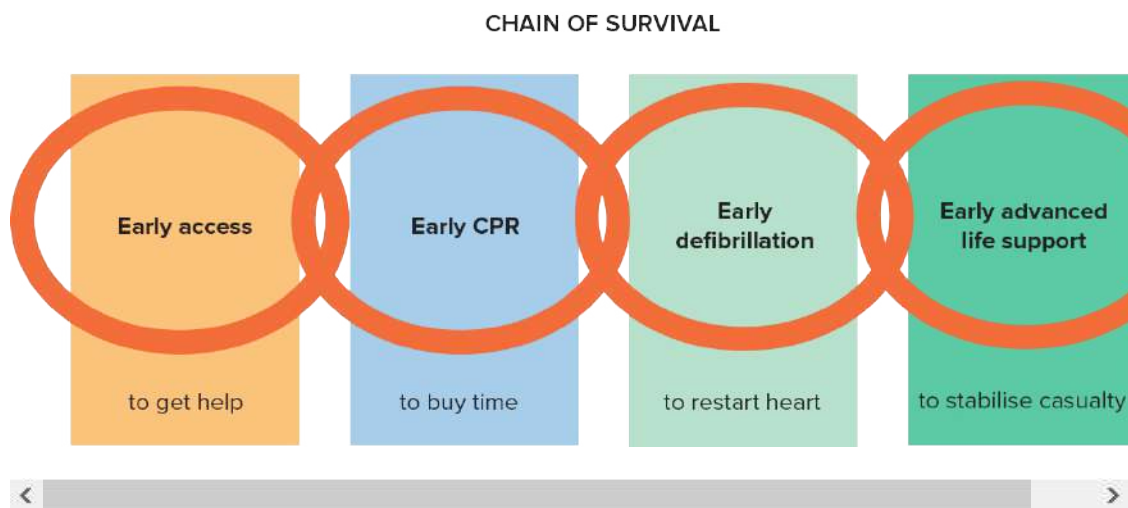 CHAIN OF SURVIVAL
Early access
Early CPR
Early
defibrillation
Early advanced
life support
to get help
to buy time
to restart heart
to stabilise casualty